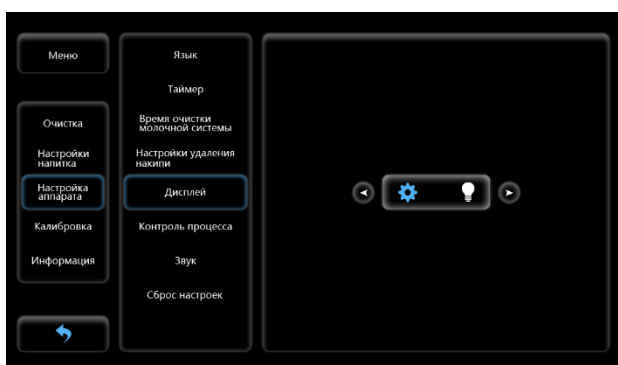 Меню
Очистка
Настройки
напитка
Настройка
аппарата
Калибровка
Информация
Язык
Таймер
Время очистки
молочной системы
Настройки удаления
накипи
Дисплей
Контроль процесса
Звук
Сброс настроек